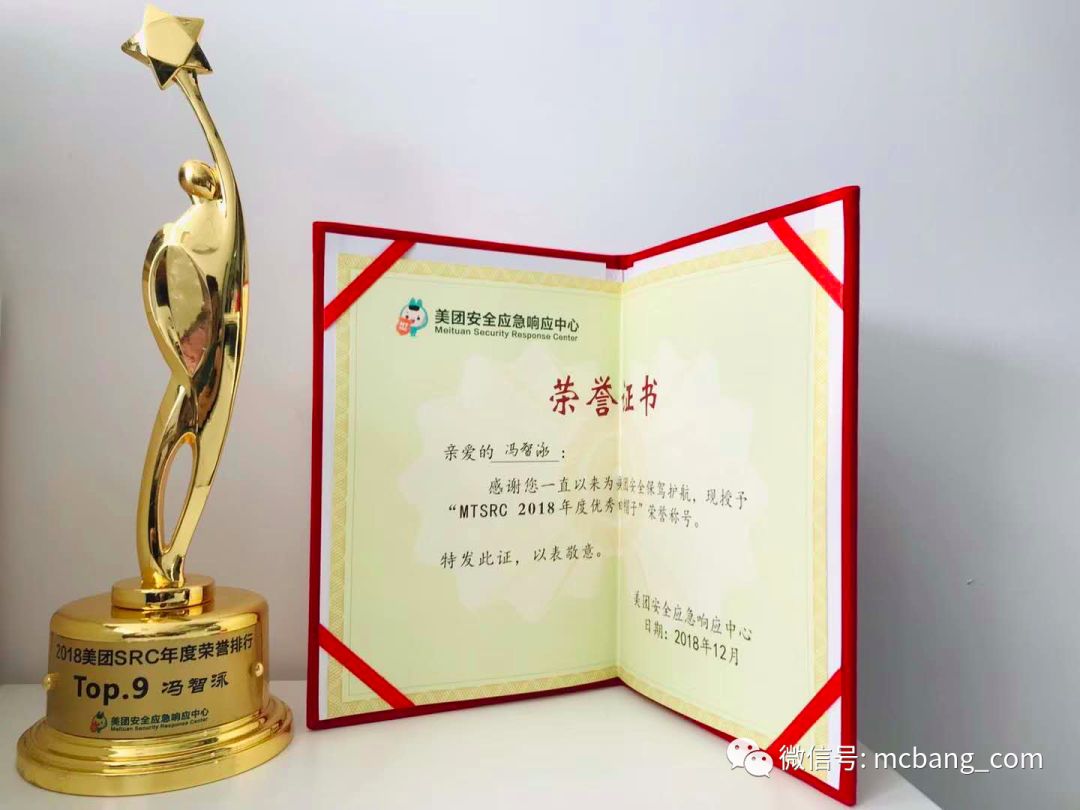 2018美团SRC年度荣誉排行
Top.9 冯智泳
美团安全应急响应中心
Meituan Security Response Center
美团安全应急响应中心
Meituan Security Response Center
荣誉证书
亲爱的 冯智泳：
感谢您一直以来为美团安全保驾护航，现授予
“MTSRC 2018年度优秀白帽子”荣誉称号。
特发此证，以表敬意。
美团安全应急响应中心
日期：2018年12月
微信号: mcbang_com